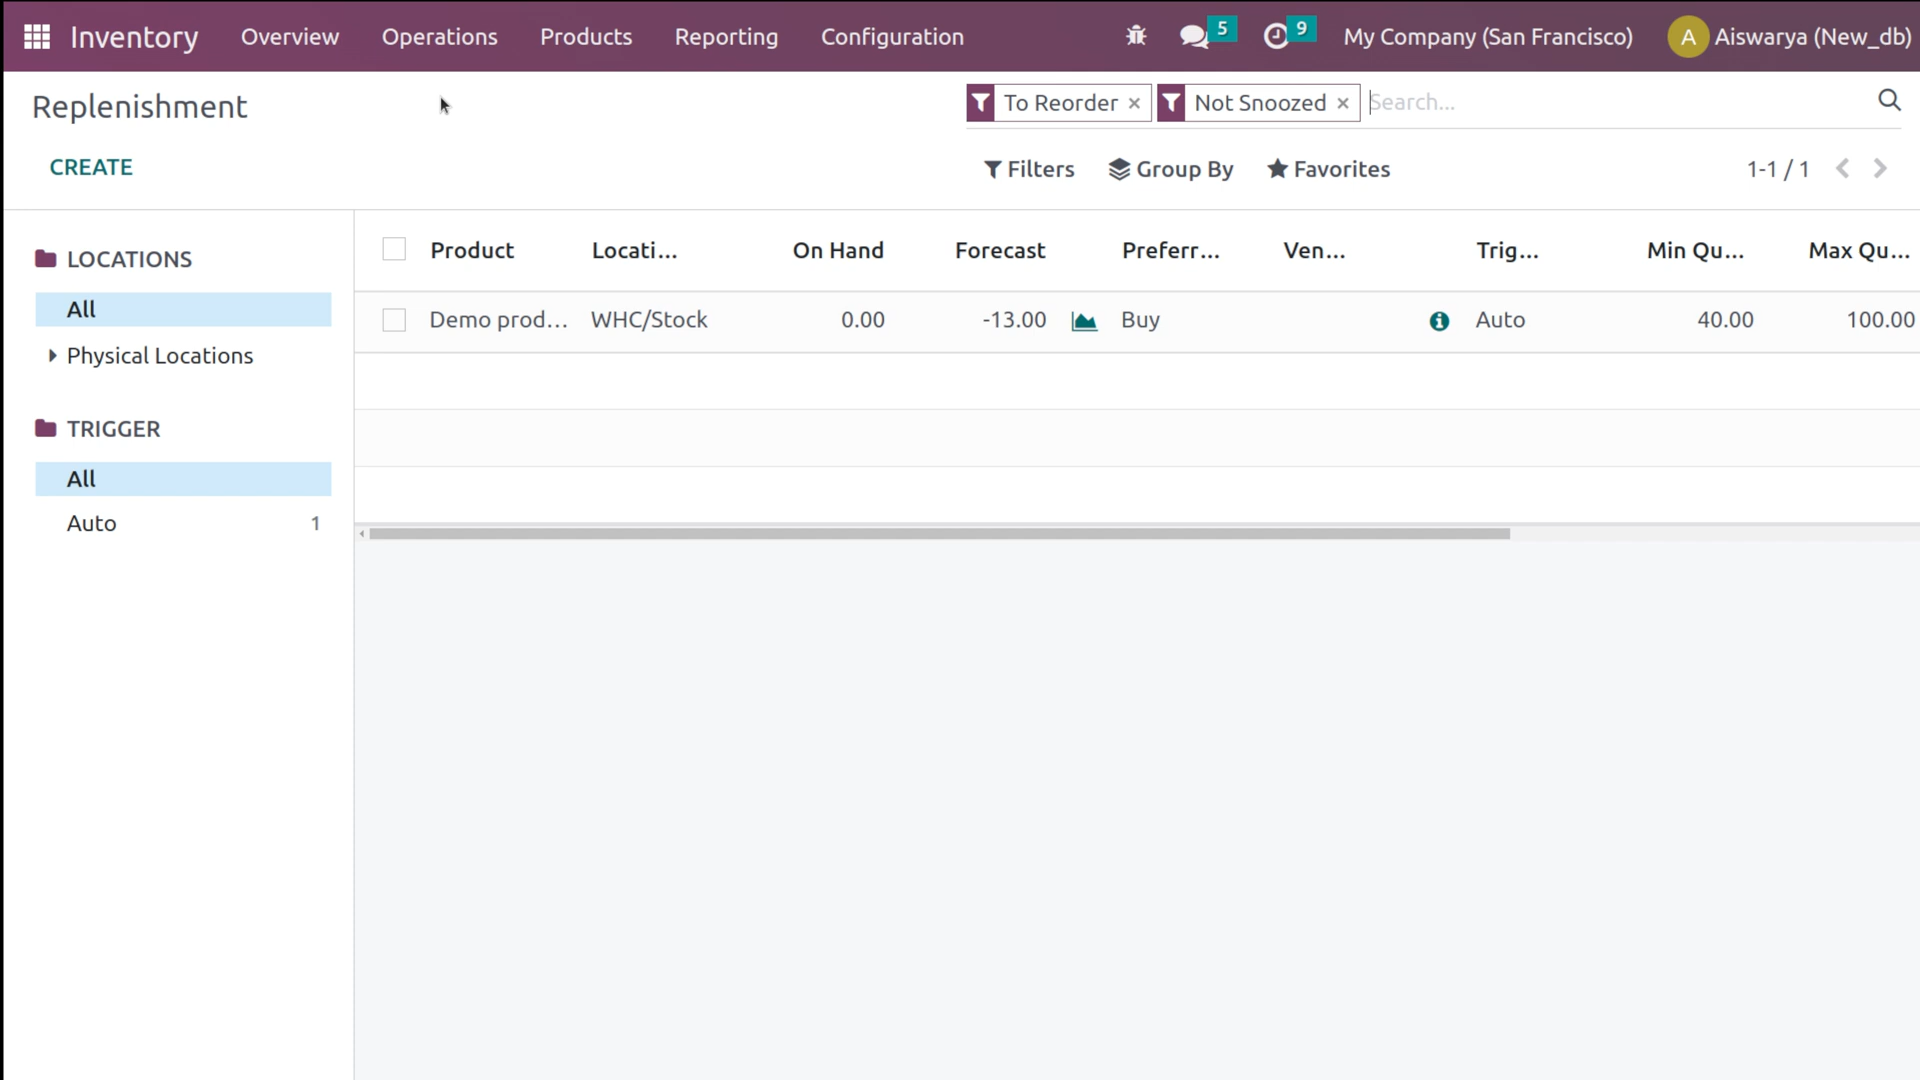 Inventory Overview Operations Products Reporting Configuration 5 9 My Company (San Francisco) A Aiswarya (New_db)
Replenishment To Reorder × Not Snoozed × Search...
CREATE Filters Group By Favorites 1-1 / 1
LOCATIONS
All
Physical Locations
TRIGGER
All
Auto 1
Product Locati... On Hand Forecast Preferr... Ven... Trig... Min Qu... Max Qu...
Demo prod... WHC/Stock 0.00 -13.00 Buy Auto 40.00 100.00